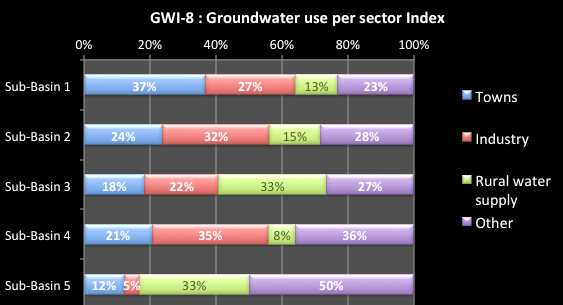 GWI-8 : Groundwater use per sector Index
0% 20% 40% 60% 80% 100%
Sub-Basin 1 37% 27% 13% 23%
Sub-Basin 2 24% 32% 15% 28%
Sub-Basin 3 18% 22% 33% 27%
Sub-Basin 4 21% 35% 8% 36%
Sub-Basin 5 12% 5% 33% 50%
Towns
Industry
Rural water
supply
Other